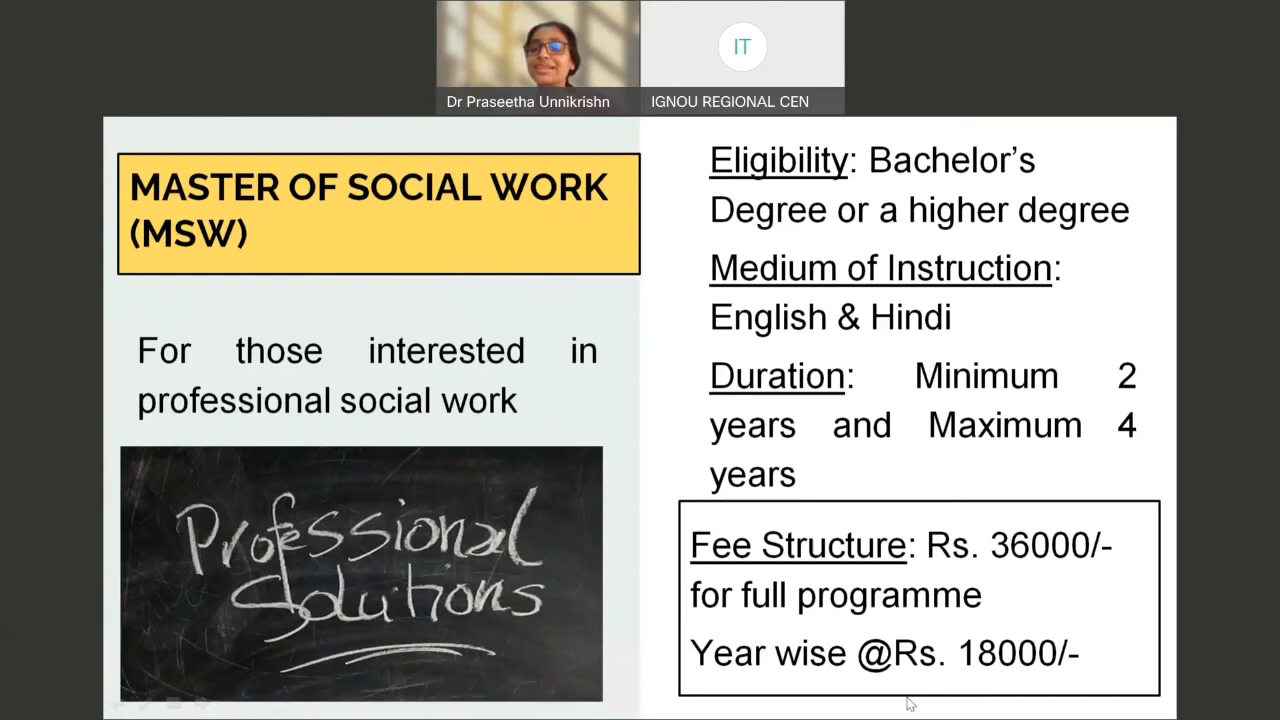 IT
Dr Praseetha Unnikrishn
IGNOU REGIONAL CEN
MASTER OF SOCIAL WORK
(MSW)
For those interested in
professional social work
Professional
Solutions
Eligibility: Bachelor’s
Degree or a higher degree
Medium of Instruction:
English & Hindi
Duration: Minimum 2
years and Maximum 4
years
Fee Structure: Rs. 36000/-
for full programme
Year wise @Rs. 18000/-